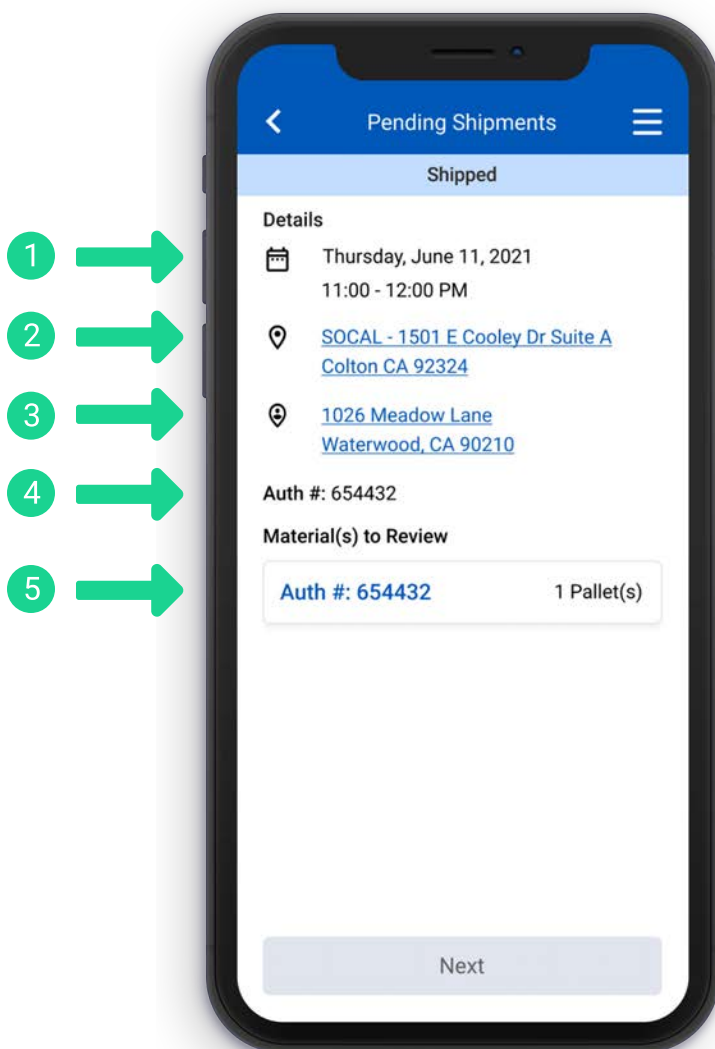 Pending Shipments
Shipped
Details
1
Thursday, June 11, 2021
11:00 - 12:00 PM
2
SOCAL - 1501 E Cooley Dr Suite A
Colton CA 92324
3
1026 Meadow Lane
Waterwood, CA 90210
4
Auth #: 654432
Material(s) to Review
5
Auth #: 654432 1 Pallet(s)
Next